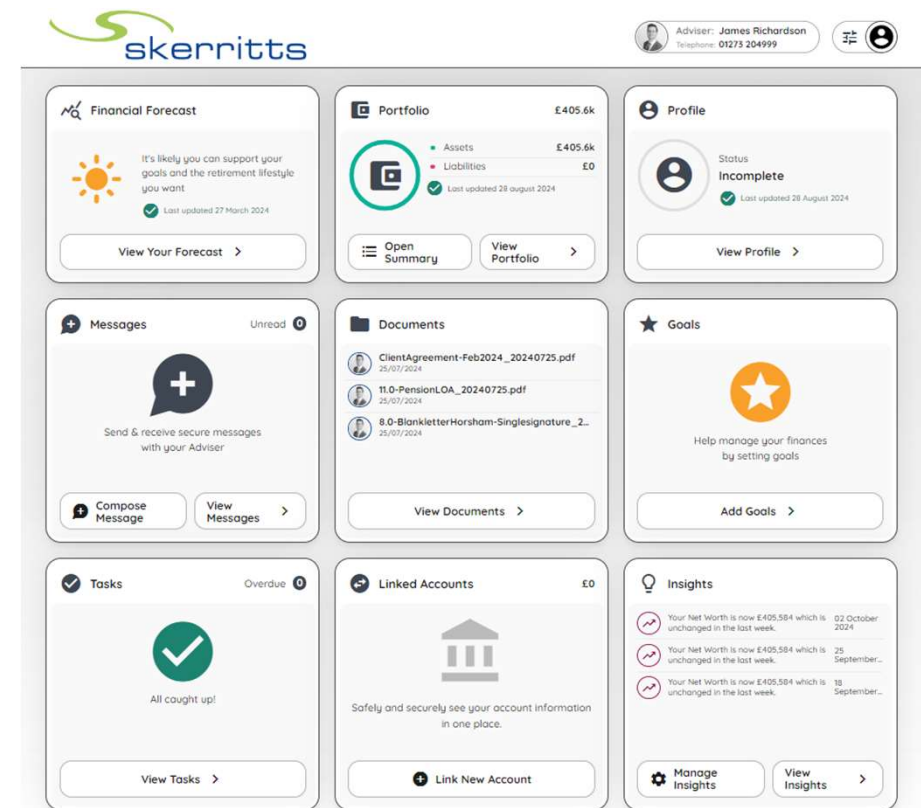 skerritts
Adviser: James Richardson
Telephone: 01273 204999
Financial Forecast
It's likely you can support your
goals and the retirement lifestyle
you want
Last updated 27 March 2024
View Your Forecast
Portfolio £405.6k
Assets £405.6k
Liabilities £0
Last updated 28 august 2024
Open
Summary
View
Portfolio
Profile
Status
Incomplete
Last updated 28 August 2024
View Profile
Messages Unread 0
Send & receive secure messages
with your Adviser
Compose
Message
View
Messages
Documents
ClientAgreement-Feb2024_20240725.pdf
25/07/2024
11.0-PensionLOA_20240725.pdf
25/07/2024
8.0-BlankletterHorsham-Singlesignature_2...
25/07/2024
View Documents
Goals
Help manage your finances
by setting goals
Add Goals
Tasks Overdue 0
All caught up!
View Tasks
Linked Accounts £0
Safely and securely see your account information
in one place.
Link New Account
Insights
Your Net Worth is now £405,584 which is
unchanged in the last week.
02 October
2024
Your Net Worth is now £405,584 which is
unchanged in the last week.
25
September...
Your Net Worth is now £405,584 which is
unchanged in the last week.
18
September...
Manage
Insights
View
Insights